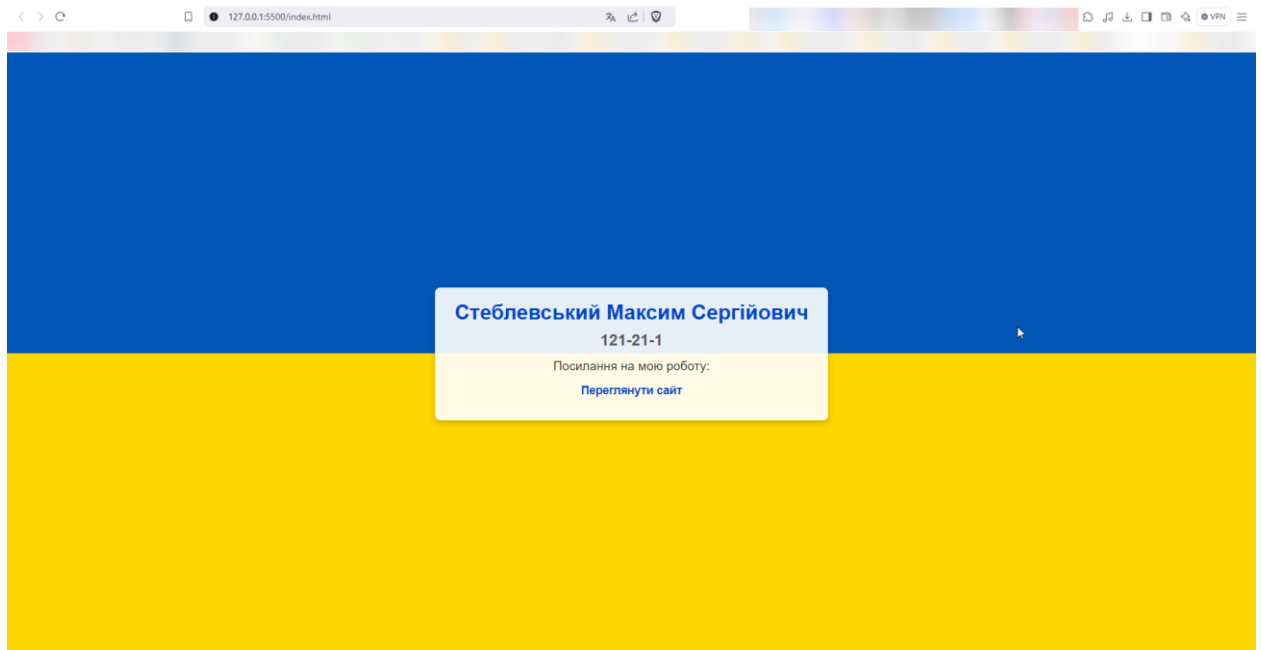 127.0.0.1:5500/index.html
VPN
Стеблевський Максим Сергійович
121-21-1
Посилання на мою роботу:
Переглянути сайт